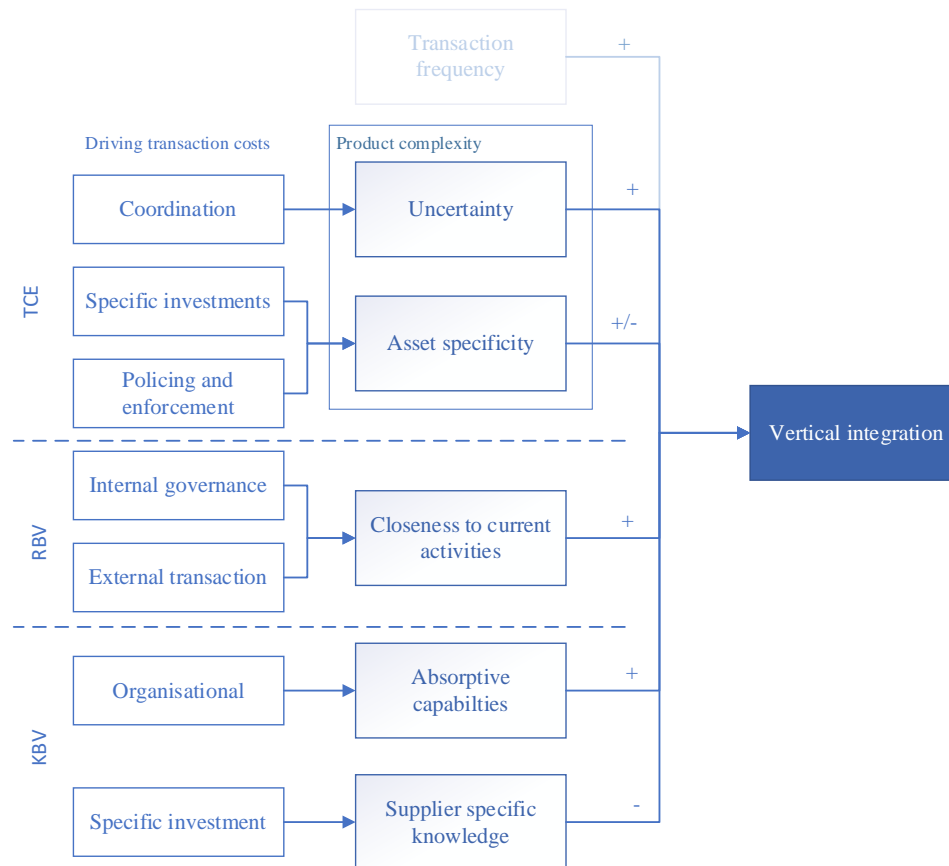 Transaction
frequency
+
Driving transaction costs
Product complexity
Coordination
Uncertainty
+
TCE
Specific investments
Asset specificity
+/-
Policing and
enforcement
Vertical integration
Internal governance
RBV
Closeness to current
activities
+
External transaction
Organisational
Absorptive
capabilties
+
KBV
Specific investment
Supplier specific
knowledge
-